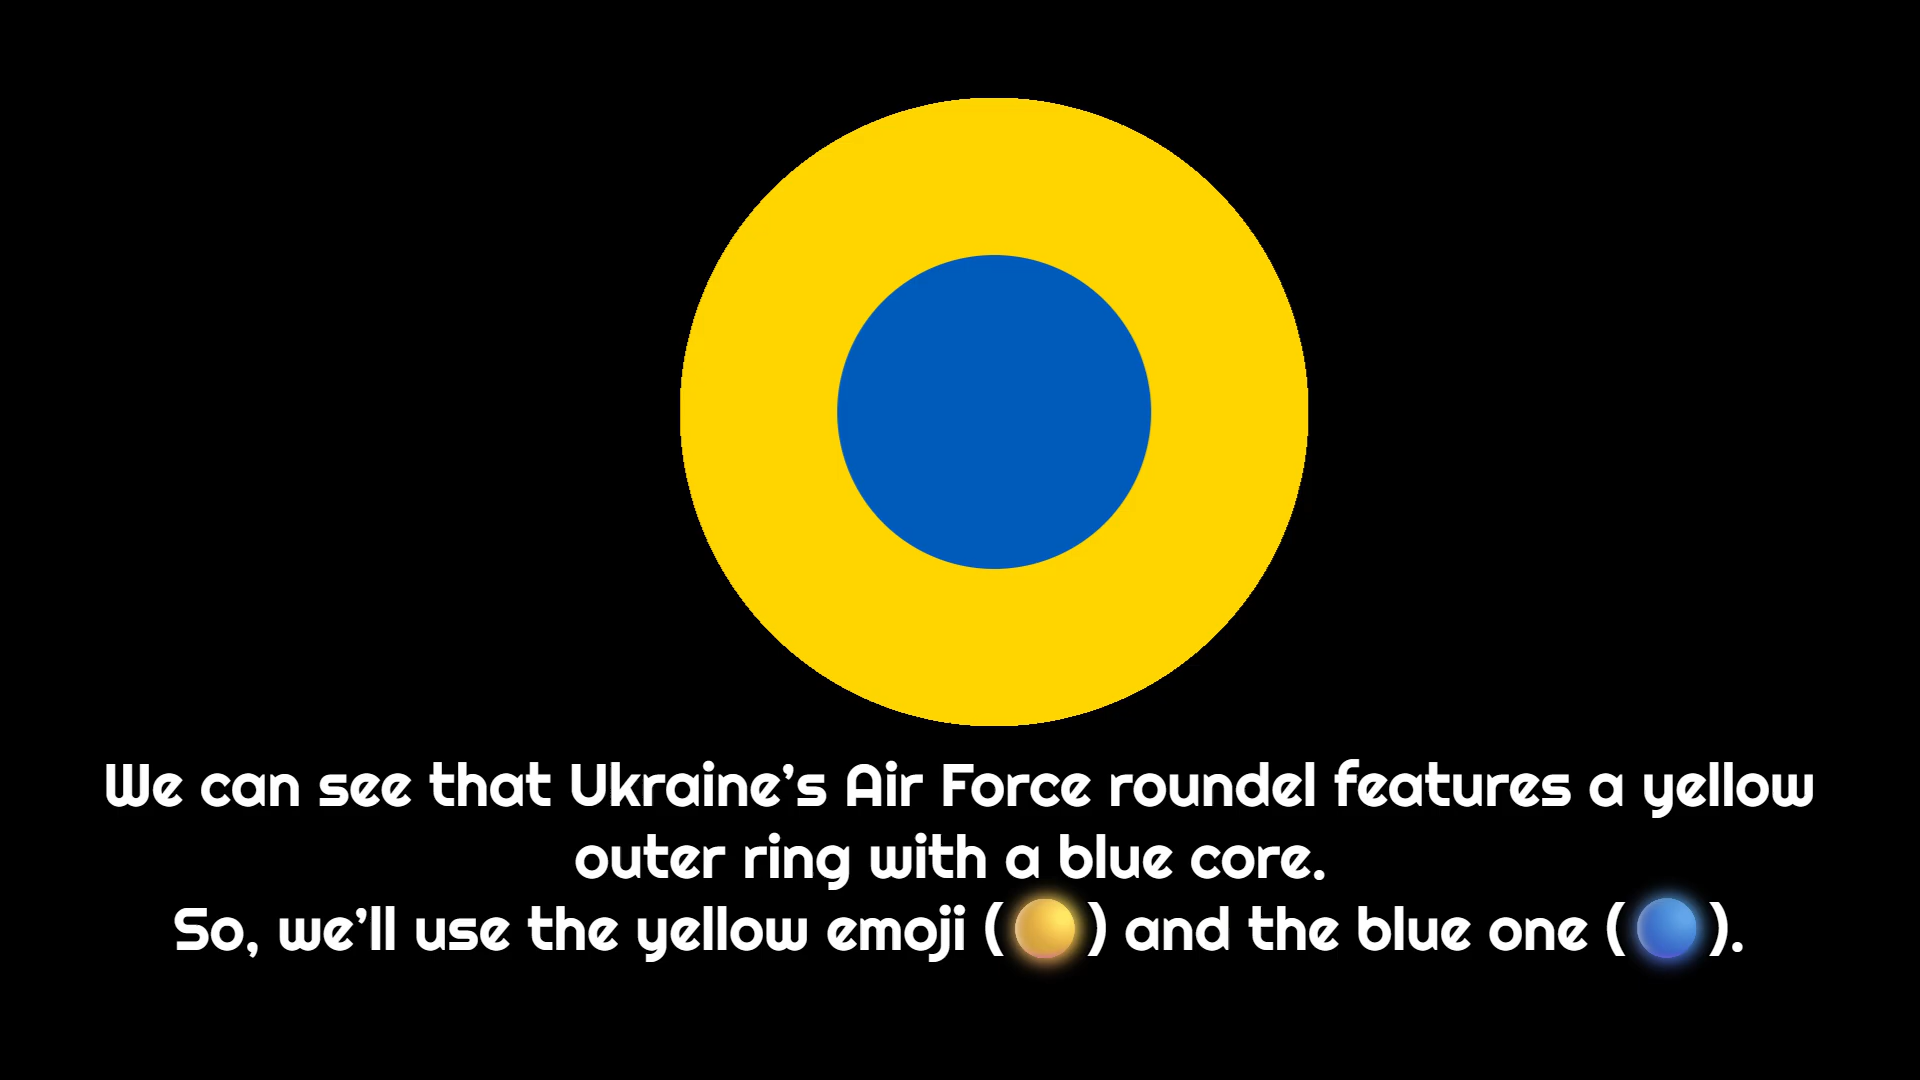 We can see that Ukraine’s Air Force roundel features a yellow
outer ring with a blue core.
So, we’ll use the yellow emoji (🟡) and the blue one (🔵).